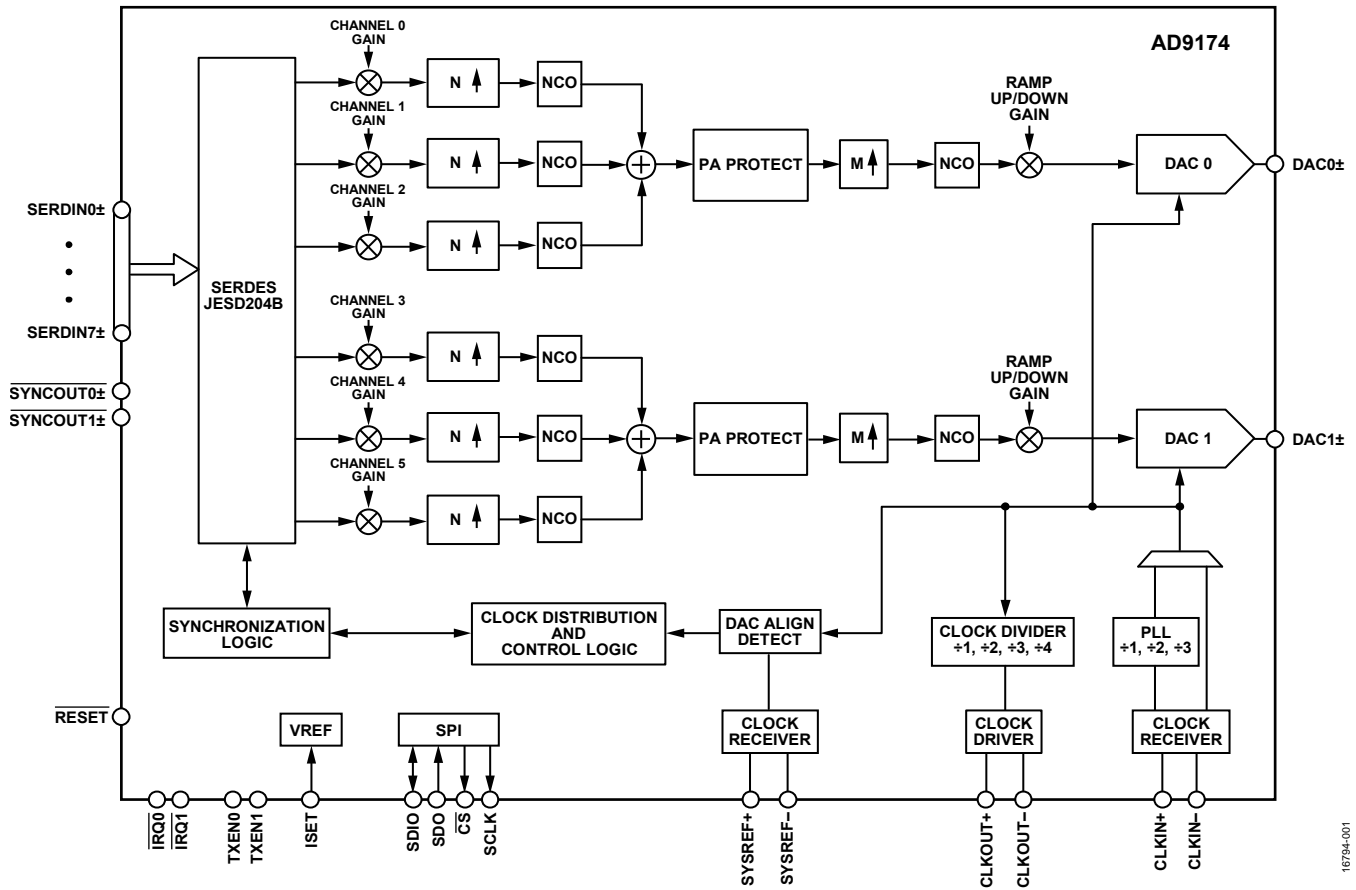 AD9174
CHANNEL 0
GAIN
N
NCO
CHANNEL 1
GAIN
N
NCO
CHANNEL 2
GAIN
N
NCO
PA PROTECT
M
NCO
RAMP
UP/DOWN
GAIN
DAC 0
DAC0±
SERDIN0±
SERDIN7±
SYNCOUT0±
SYNCOUT1±
SERDES
JESD204B
CHANNEL 3
GAIN
N
NCO
CHANNEL 4
GAIN
N
NCO
CHANNEL 5
GAIN
N
NCO
PA PROTECT
M
NCO
RAMP
UP/DOWN
GAIN
DAC 1
DAC1±
SYNCHRONIZATION
LOGIC
CLOCK DISTRIBUTION
AND
CONTROL LOGIC
DAC ALIGN
DETECT
CLOCK DIVIDER
÷1, ÷2, ÷3, ÷4
PLL
÷1, ÷2, ÷3
RESET
VREF
SPI
CLOCK
RECEIVER
CLOCK
DRIVER
CLOCK
RECEIVER
IRQ0
IRQ1
TXEN0
TXEN1
ISET
SDIO
SDO
CS
SCLK
SYSREF+
SYSREF–
CLKOUT+
CLKOUT–
CLKIN+
CLKIN–
16794-001